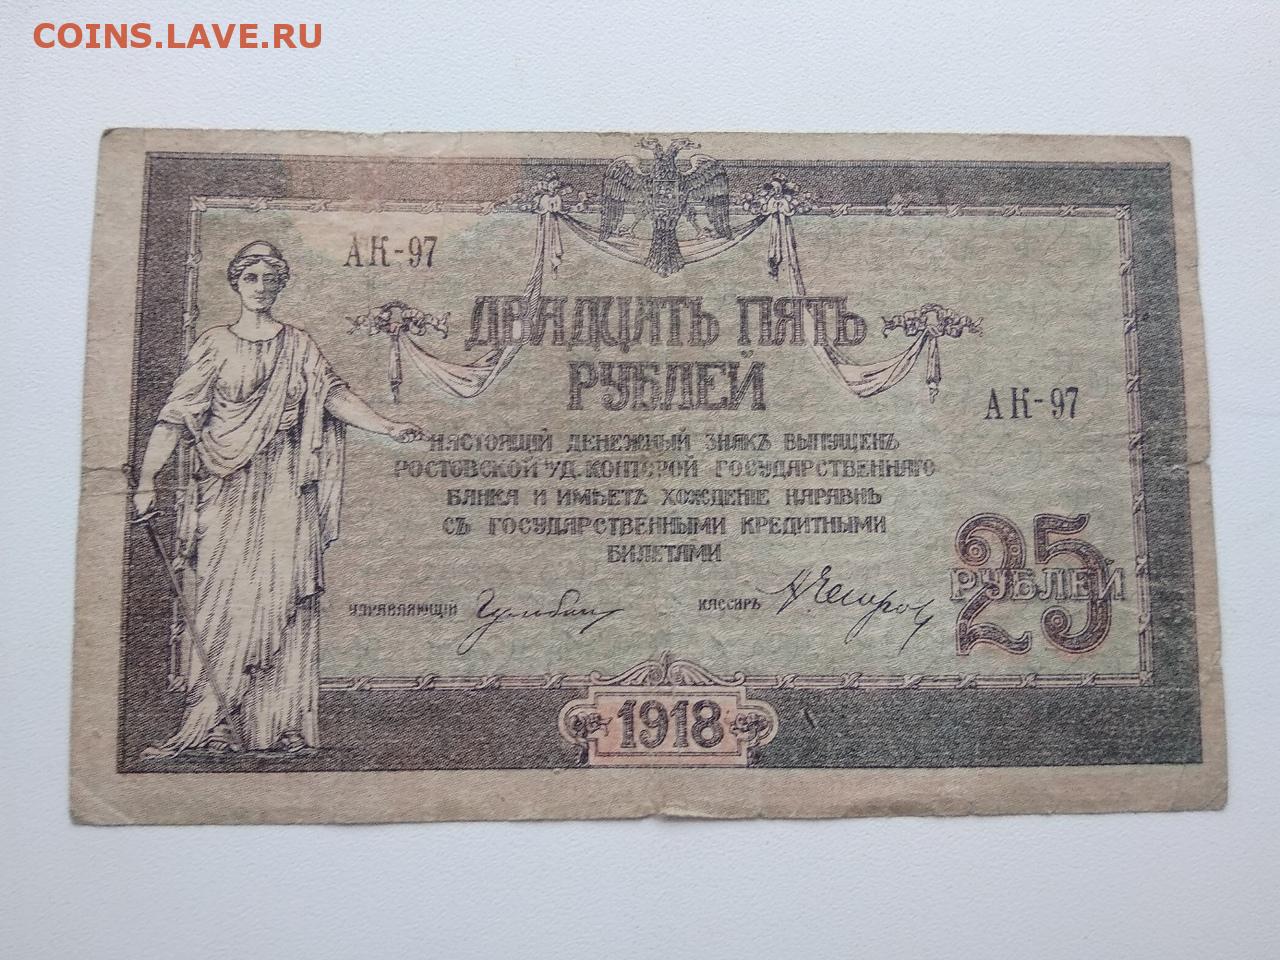 COINS.LAVE.RU
АК-97
ДВАДЦАТЬ ПЯТЬ
РУБЛЕЙ
АК-97
НАСТОЯЩІЙ ДЕНЕЖНЫЙ ЗНАКЪ ВЫПУЩЕНЪ
РОСТОВСКОЙ УД. КОНТОРОЙ ГОСУДАРСТВЕННАГО
БАНКА И ИМѢЕТЪ ХОЖДЕНІЕ НАРАВНѢ
СЪ ГОСУДАРСТВЕННЫМИ КРЕДИТНЫМИ
БИЛЕТАМИ
25
РУБЛЕЙ
УПРАВЛЯЮЩІЙ КАССИРЪ
1918